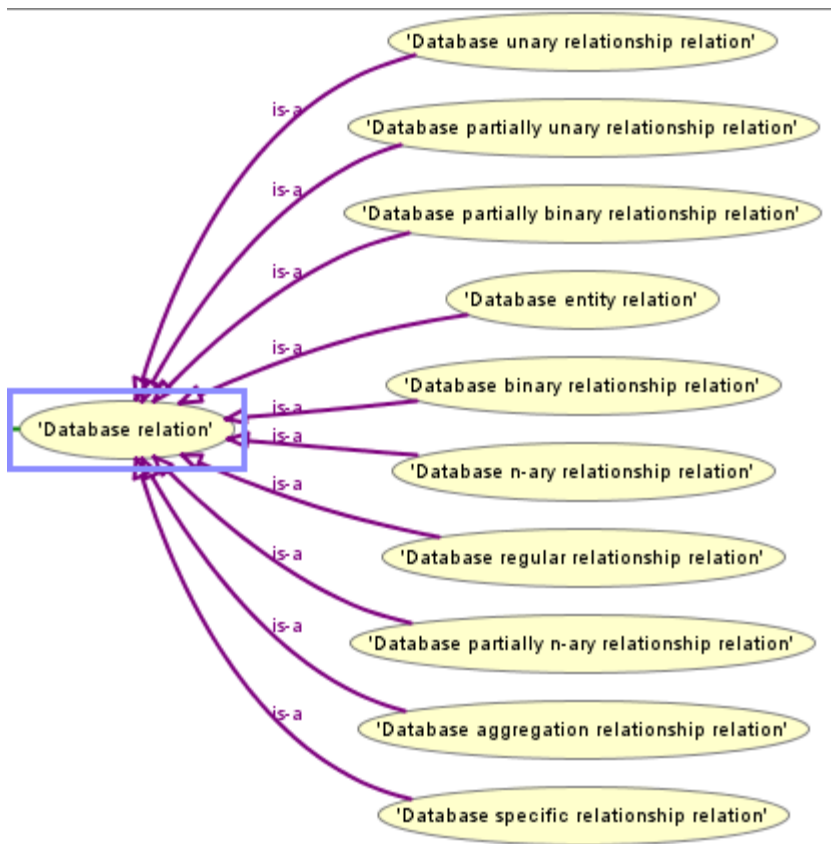 'Database unary relationship relation'
is-a
'Database partially unary relationship relation'
is-a
'Database partially binary relationship relation'
is-a
'Database entity relation'
is-a
'Database binary relationship relation'
is-a
'Database relation'
is-a
'Database n-ary relationship relation'
is-a
'Database regular relationship relation'
is-a
'Database partially n-ary relationship relation'
is-a
'Database aggregation relationship relation'
is-a
'Database specific relationship relation'